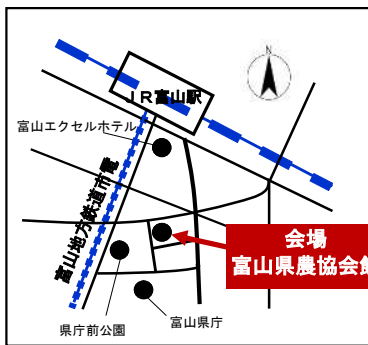 N
JR富山駅
富山エクセルホテル
富山地方鉄道市電
会場
富山県農協会館
県庁前公園
富山県庁